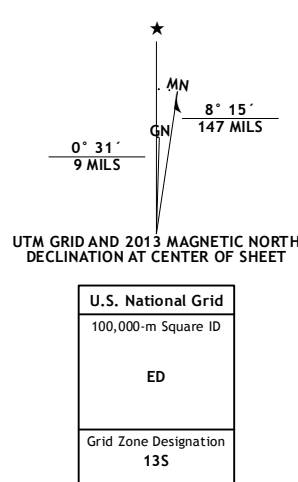 ★
MN
GN
8° 15´
147 MILS
0° 31´
9 MILS
UTM GRID AND 2013 MAGNETIC NORTH
DECLINATION AT CENTER OF SHEET
U.S. National Grid
100,000-m Square ID
ED
Grid Zone Designation
13S